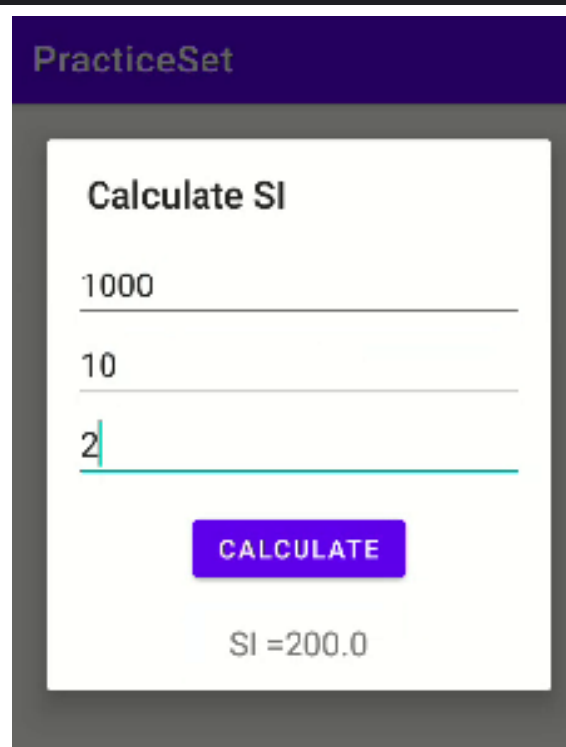 PracticeSet
Calculate SI
1000
10
2
CALCULATE
SI =200.0